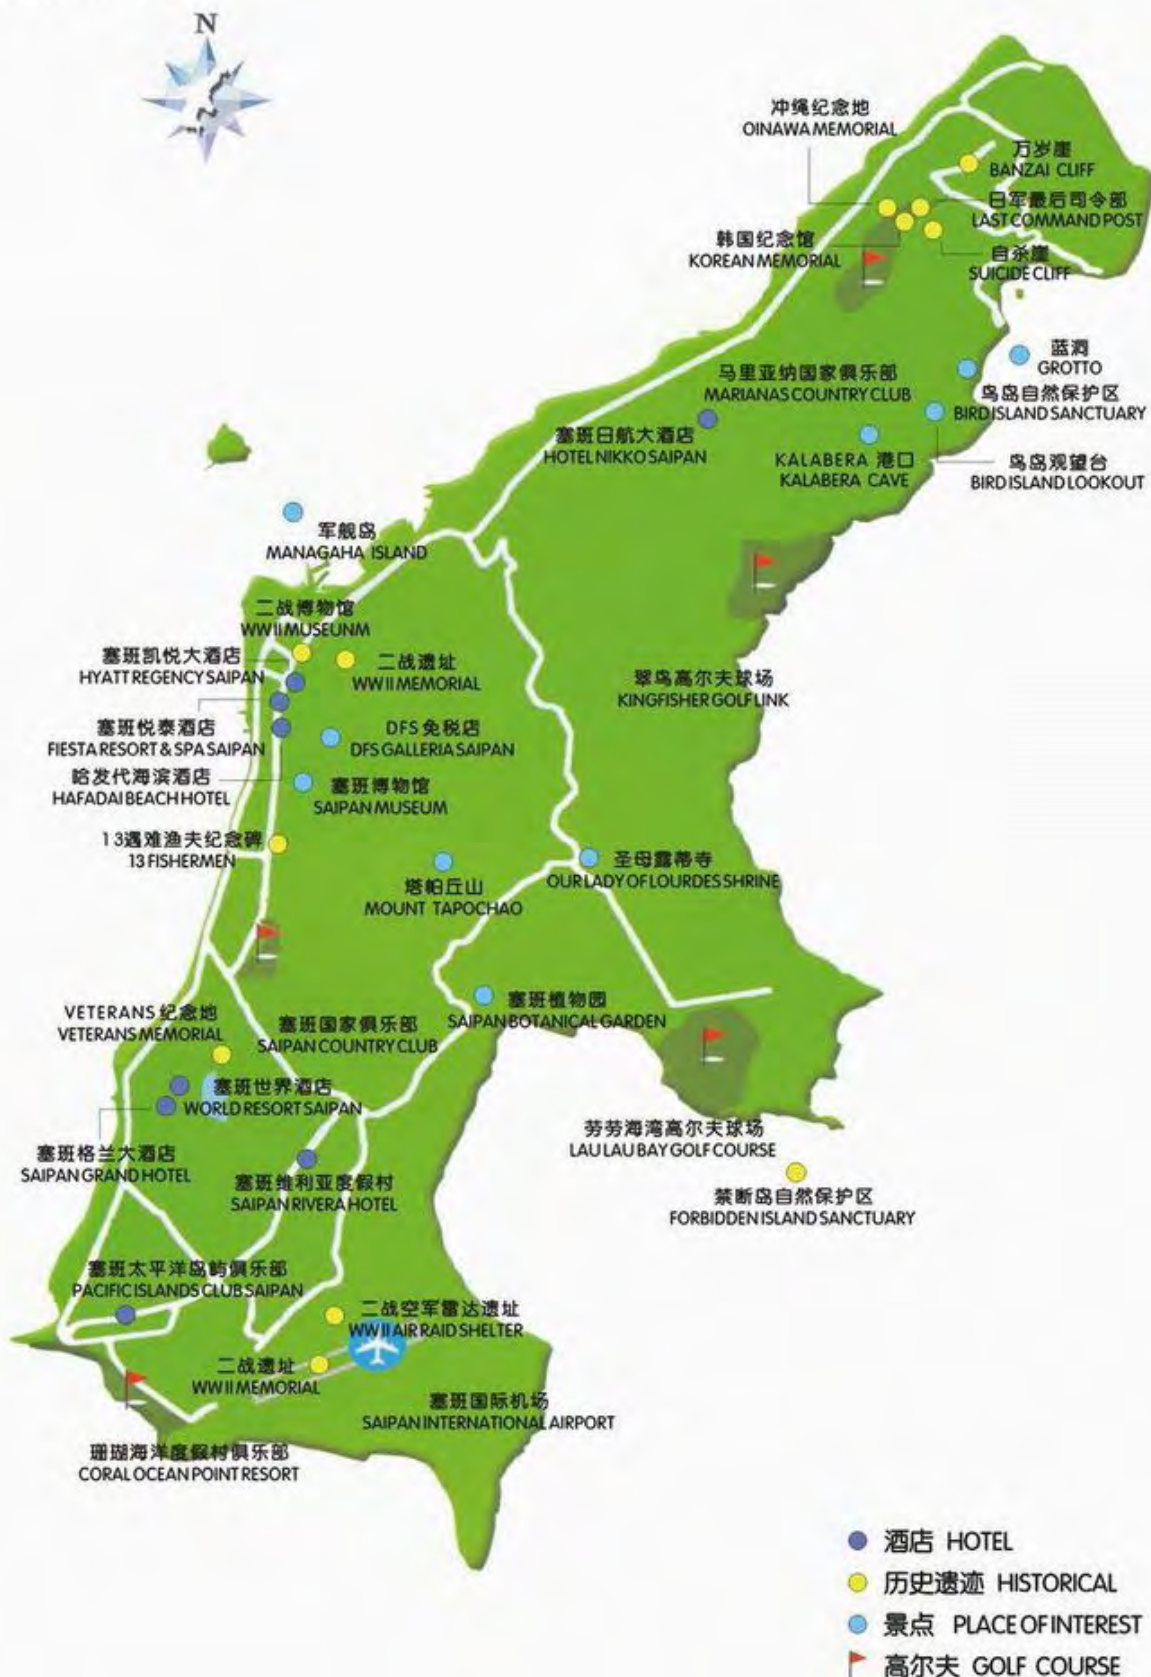 N
冲绳纪念地
OINAWA MEMORIAL
万岁崖
BANZAI CLIFF
日军最后司令部
LAST COMMAND POST
韩国纪念馆
KOREAN MEMORIAL
自杀崖
SUICIDE CLIFF
蓝洞
GROTTO
马里亚纳国家俱乐部
MARIANAS COUNTRY CLUB
鸟岛自然保护区
BIRD ISLAND SANCTUARY
塞班日航大酒店
HOTEL NIKKO SAIPAN
KALABERA 港口
KALABERA CAVE
鸟岛观望台
BIRD ISLAND LOOKOUT
军舰岛
MANAGAHA ISLAND
二战博物馆
WW II MUSEUNM
塞班凯悦大酒店
HYATT REGENCY SAIPAN
二战遗址
WW II MEMORIAL
翠鸟高尔夫球场
KINGFISHER GOLF LINK
塞班悦泰酒店
FIESTA RESORT & SPA SAIPAN
DFS 免税店
DFS GALLERIA SAIPAN
哈发代海滨酒店
HAFADAI BEACH HOTEL
塞班博物馆
SAIPAN MUSEUM
13遇难渔夫纪念碑
13 FISHERMEN
塔帕丘山
MOUNT TAPOCHAO
圣母露蒂寺
OUR LADY OF LOURDES SHRINE
VETERANS 纪念地
VETERANS MEMORIAL
塞班国家俱乐部
SAIPAN COUNTRY CLUB
塞班植物园
SAIPAN BOTANICAL GARDEN
塞班世界酒店
WORLD RESORT SAIPAN
塞班格兰大酒店
SAIPAN GRAND HOTEL
劳劳海湾高尔夫球场
LAU LAU BAY GOLF COURSE
塞班维利亚度假村
SAIPAN RIVERA HOTEL
禁断岛自然保护区
FORBIDDEN ISLAND SANCTUARY
塞班太平洋岛屿俱乐部
PACIFIC ISLANDS CLUB SAIPAN
二战空军雷达遗址
WW II AIR RAID SHELTER
二战遗址
WW II MEMORIAL
塞班国际机场
SAIPAN INTERNATIONAL AIRPORT
珊瑚海洋度假村俱乐部
CORAL OCEAN POINT RESORT
酒店 HOTEL
历史遗迹 HISTORICAL
景点 PLACE OF INTEREST
高尔夫 GOLF COURSE